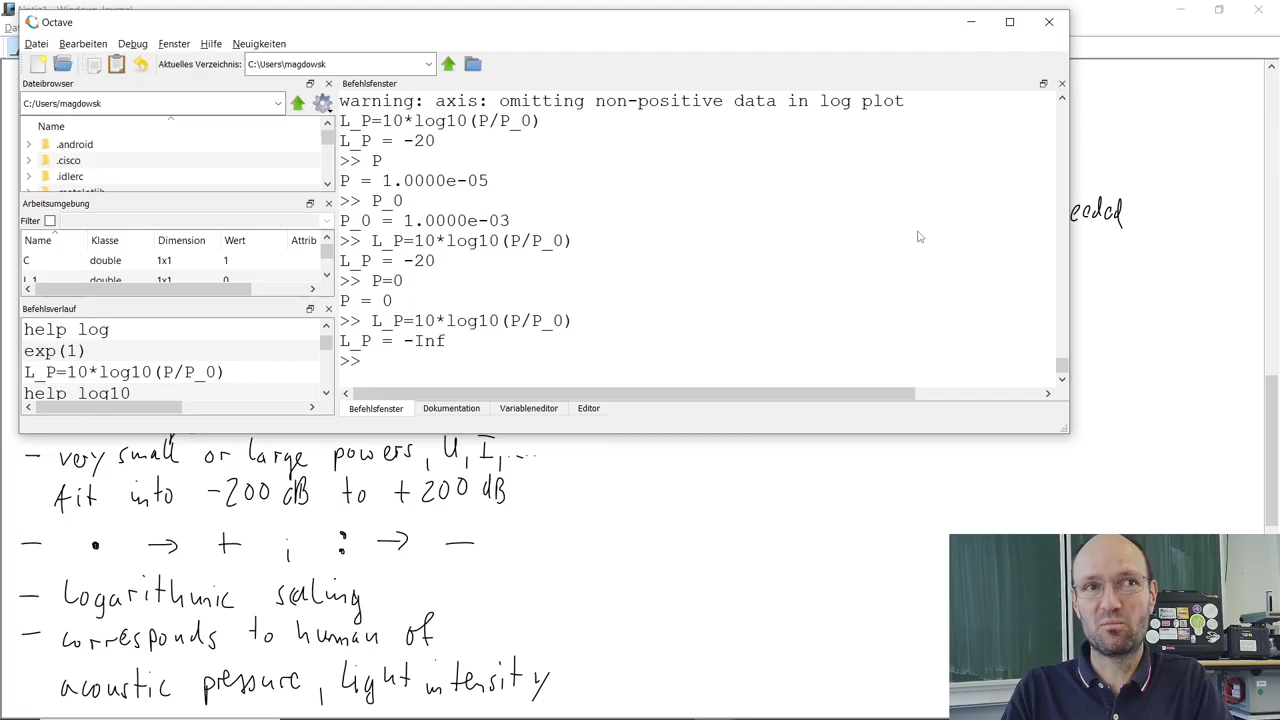 Octave
Datei Bearbeiten Debug Fenster Hilfe Neuigkeiten
Aktuelles Verzeichnis: C:\Users\magdowsk
Dateibrowser
C:/Users/magdowsk
Name
.android
.cisco
.idlerc
Arbeitsumgebung
Filter
Name Klasse Dimension Wert Attrib
C double 1x1 1
double 1x1 0
Befehlsverlauf
help log
exp(1)
L_P=10*log10(P/P_0)
help log10
Befehlsfenster
warning: axis: omitting non-positive data in log plot
L_P=10*log10(P/P_0)
L_P = -20
>> P
P = 1.0000e-05
>> P_0
P_0 = 1.0000e-03
>> L_P=10*log10(P/P_0)
L_P = -20
>> P=0
P = 0
>> L_P=10*log10(P/P_0)
L_P = -Inf
>>
Befehlsfenster Dokumentation Variableneditor Editor
- very small or large powers, U, I, ...
fit into -200 dB to +200 dB
- • → + ; : → -
- logarithmic scaling
- corresponds to human of
acoustic pressure, light intensity